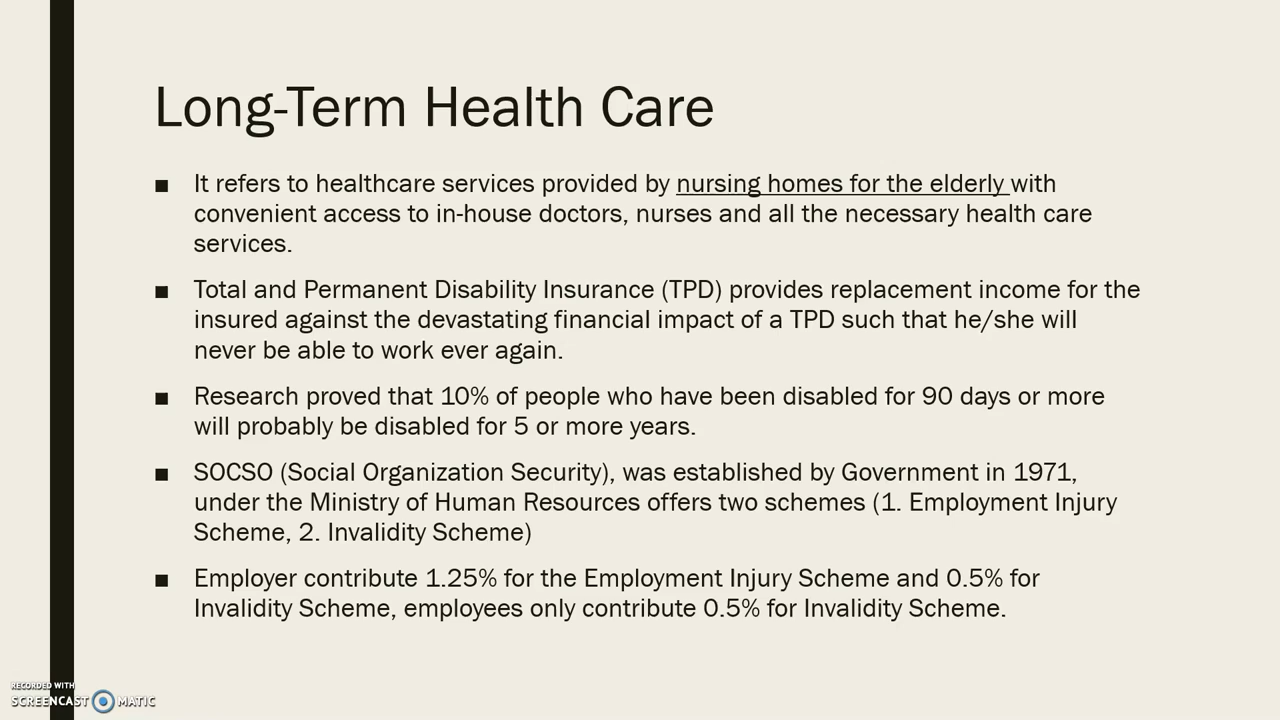 Long-Term Health Care
■ It refers to healthcare services provided by nursing homes for the elderly with
convenient access to in-house doctors, nurses and all the necessary health care
services.
■ Total and Permanent Disability Insurance (TPD) provides replacement income for the
insured against the devastating financial impact of a TPD such that he/she will
never be able to work ever again.
■ Research proved that 10% of people who have been disabled for 90 days or more
will probably be disabled for 5 or more years.
■ SOCSO (Social Organization Security), was established by Government in 1971,
under the Ministry of Human Resources offers two schemes (1. Employment Injury
Scheme, 2. Invalidity Scheme)
■ Employer contribute 1.25% for the Employment Injury Scheme and 0.5% for
Invalidity Scheme, employees only contribute 0.5% for Invalidity Scheme.
RECORDED WITH
SCREENCAST MATIC